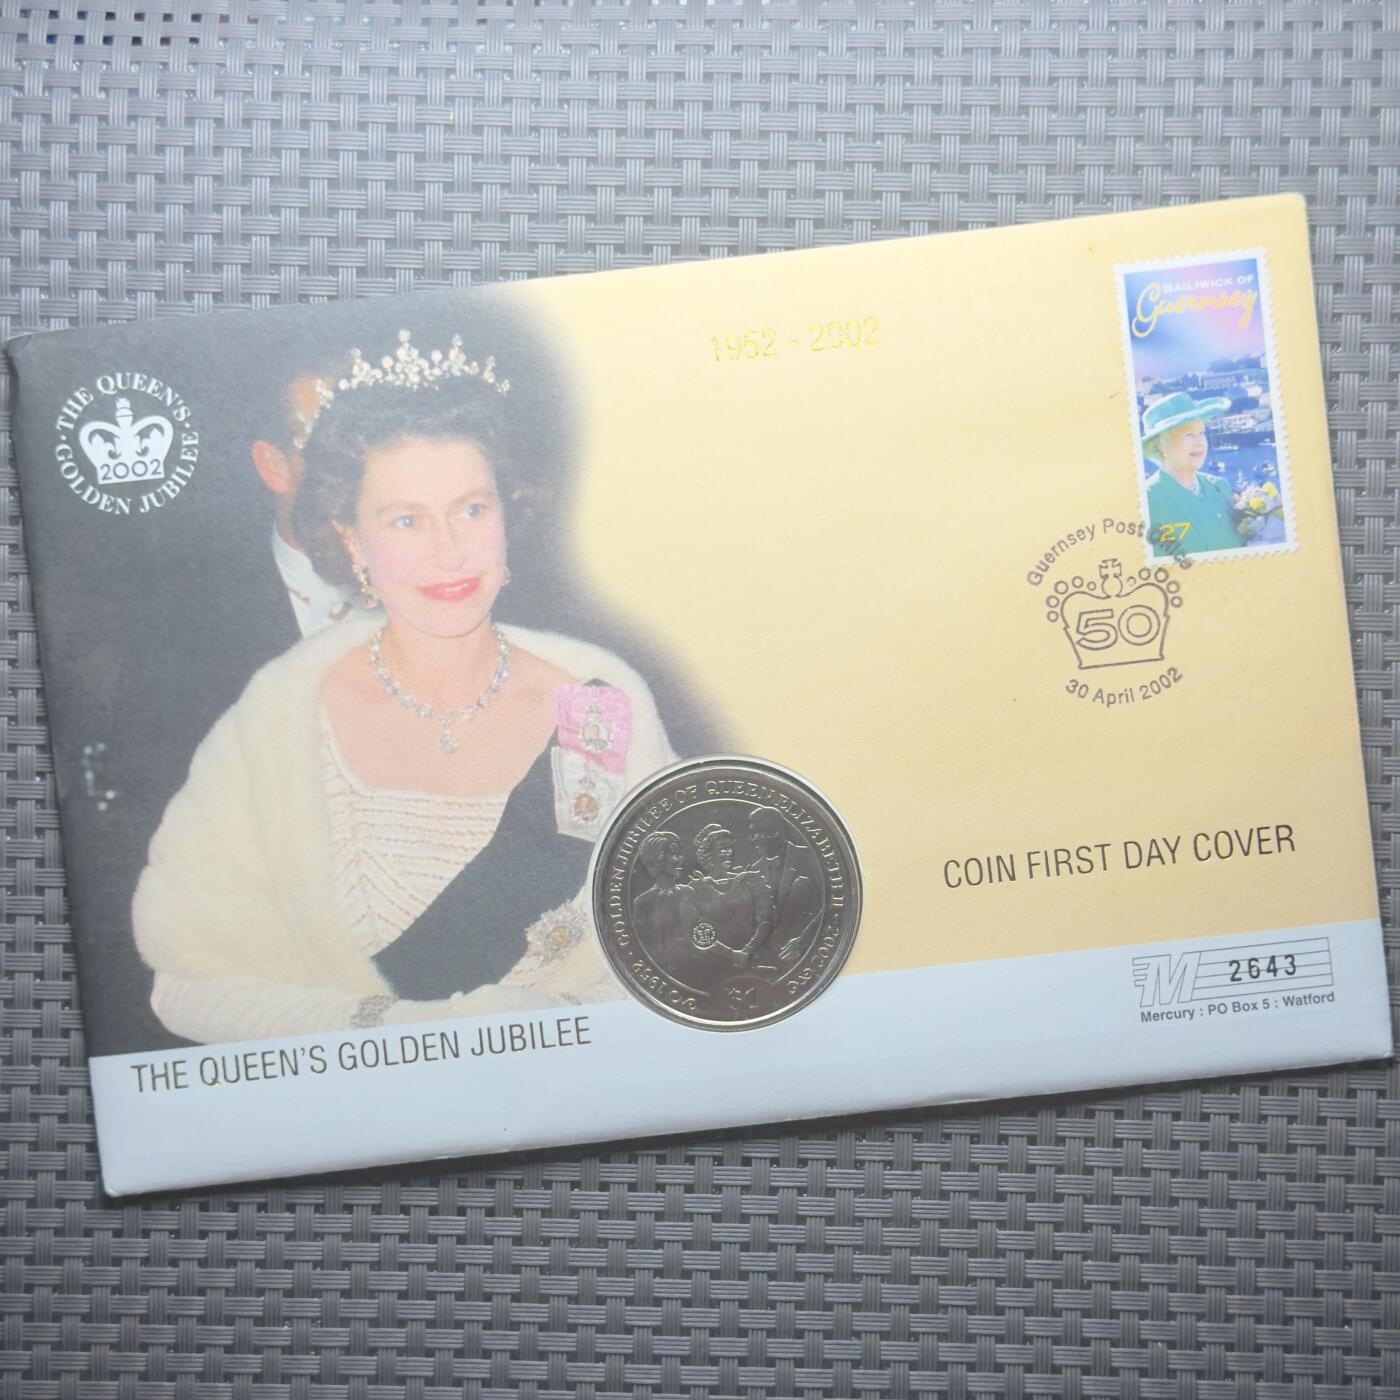 ·THE QUEEN'S·
GOLDEN JUBILEE
2002
1952 - 2002
BAILIWICK OF
Guernsey
27
Guernsey Post
50
30 April 2002
GOLDEN JUBILEE OF QUEEN ELIZABETH II · 2002
1952
$1
COIN FIRST DAY COVER
THE QUEEN'S GOLDEN JUBILEE
M
2643
Mercury : PO Box 5 : Watford